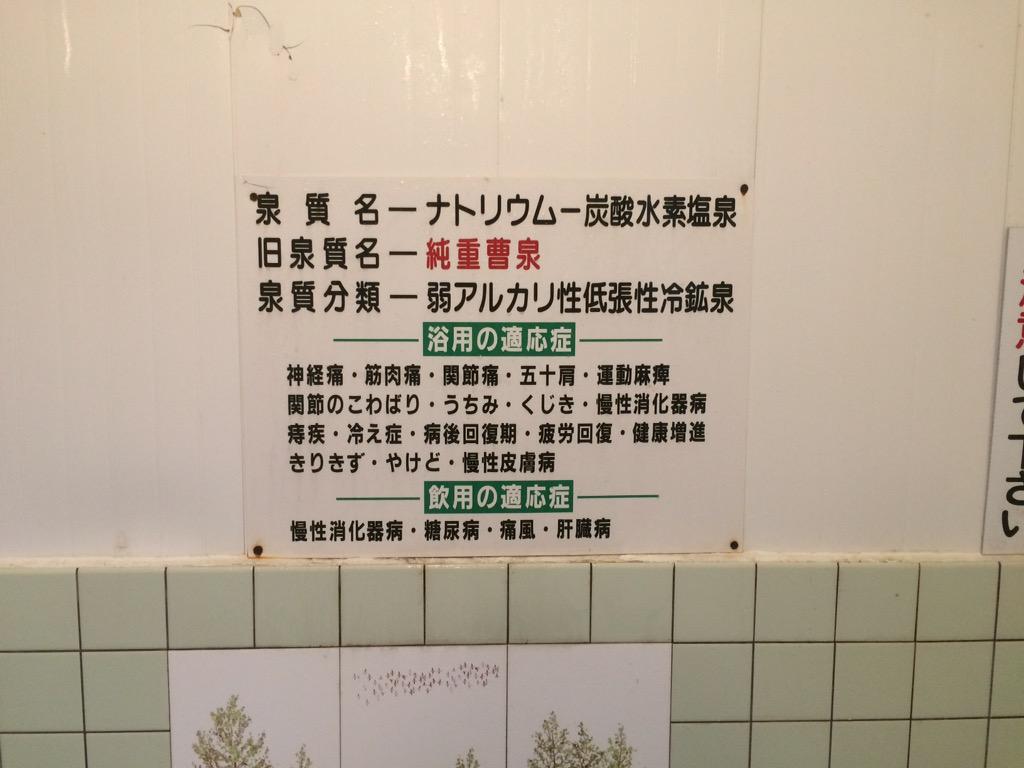 泉質名ーナトリウムー炭酸水素塩泉
旧泉質名ー純重曹泉
泉質分類ー弱アルカリ性低張性冷鉱泉
浴用の適応症
神経痛・筋肉痛・関節痛・五十肩・運動麻痺
関節のこわばり・うちみ・くじき・慢性消化器病
痔疾・冷え症・病後回復期・疲労回復・健康増進
きりきず・やけど・慢性皮膚病
飲用の適応症
慢性消化器病・糖尿病・痛風・肝臓病